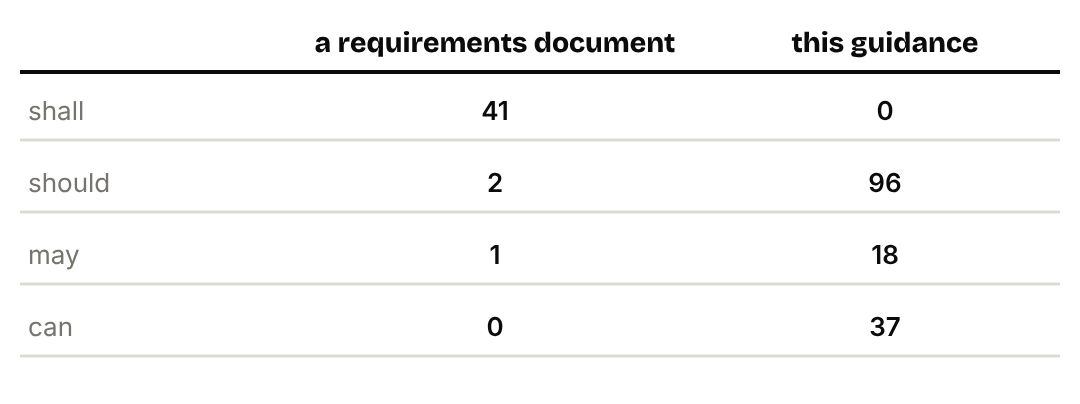 a requirements document this guidance
shall 41 0
should 2 96
may 1 18
can 0 37